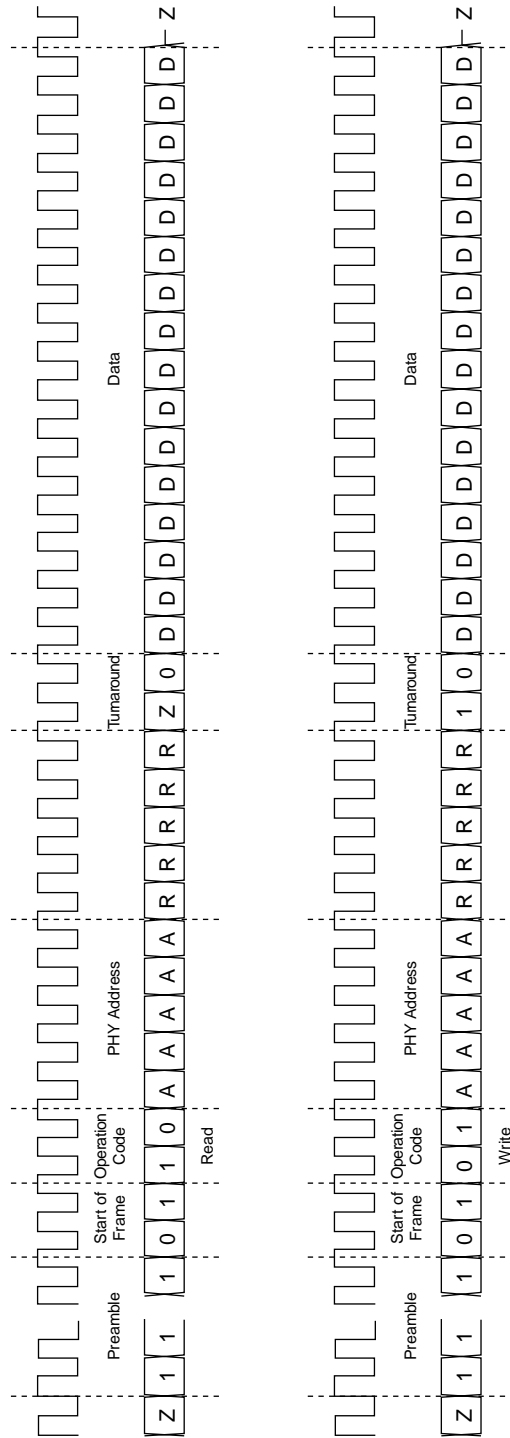 Preamble
Start of
Frame
Operation
Code
PHY Address
Turnaround
Data
Z 1 1 1 0 1 1 0 A A A A A R R R R R Z 0 D D D D D D D D D D D D D D D D Z
Read
Preamble
Start of
Frame
Operation
Code
PHY Address
Turnaround
Data
Z 1 1 1 0 1 0 1 A A A A A R R R R R 1 0 D D D D D D D D D D D D D D D D Z
Write